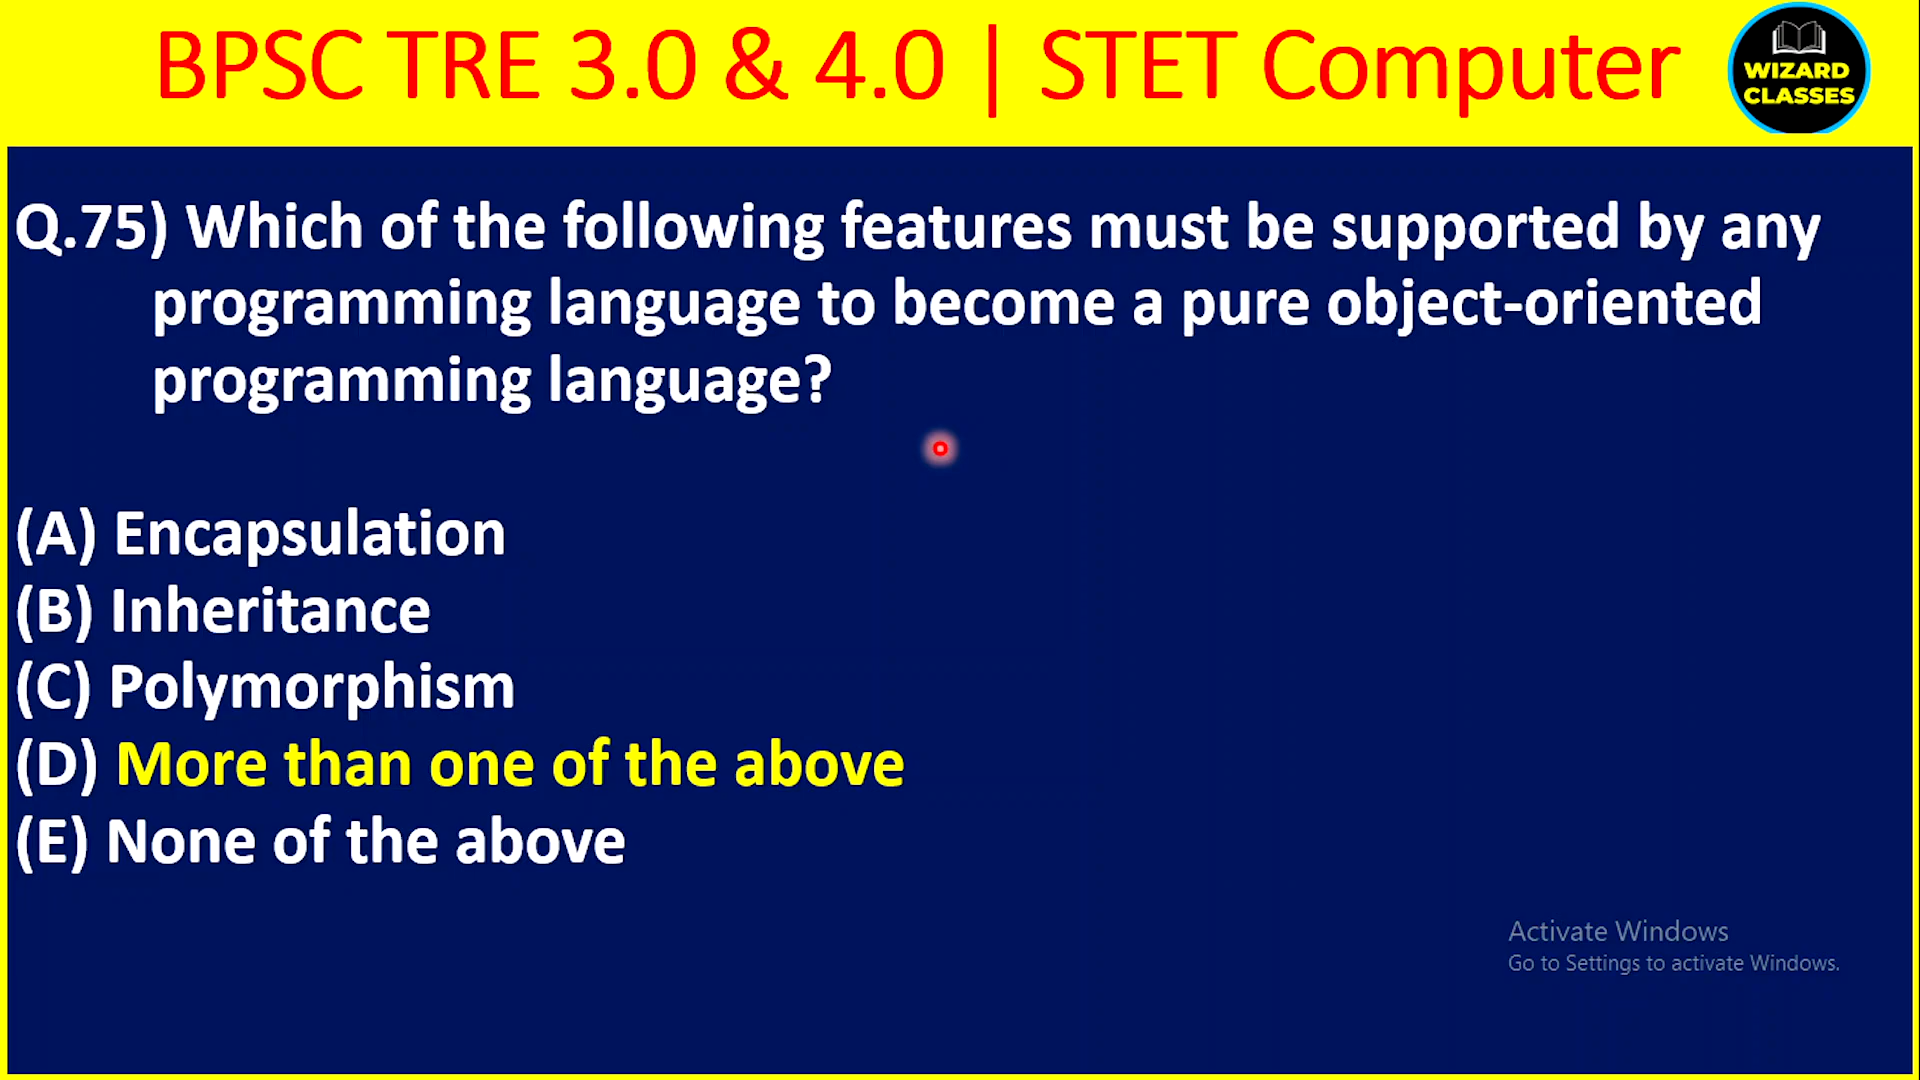 BPSC TRE 3.0 & 4.0 | STET Computer
WIZARD
CLASSES
Q.75) Which of the following features must be supported by any
programming language to become a pure object-oriented
programming language?
(A) Encapsulation
(B) Inheritance
(C) Polymorphism
(D) More than one of the above
(E) None of the above
Activate Windows
Go to Settings to activate Windows.